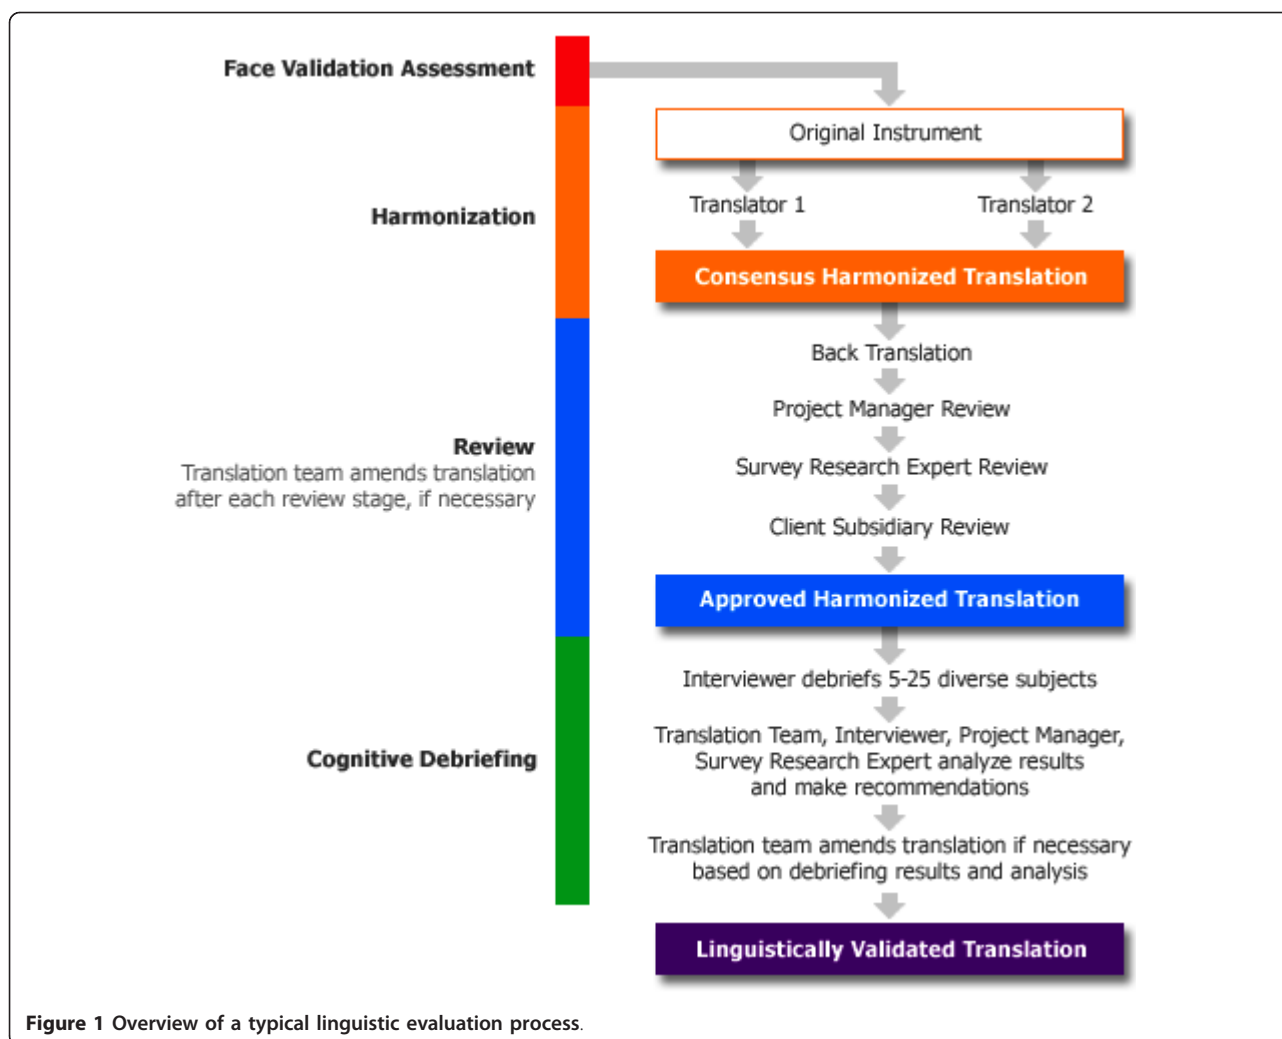 Face Validation Assessment
Original Instrument
Harmonization
Translator 1
Translator 2
Consensus Harmonized Translation
Back Translation
Project Manager Review
Review
Translation team amends translation
after each review stage, if necessary
Survey Research Expert Review
Client Subsidiary Review
Approved Harmonized Translation
Interviewer debriefs 5-25 diverse subjects
Cognitive Debriefing
Translation Team, Interviewer, Project Manager,
Survey Research Expert analyze results
and make recommendations
Translation team amends translation if necessary
based on debriefing results and analysis
Linguistically Validated Translation
Figure 1 Overview of a typical linguistic evaluation process.